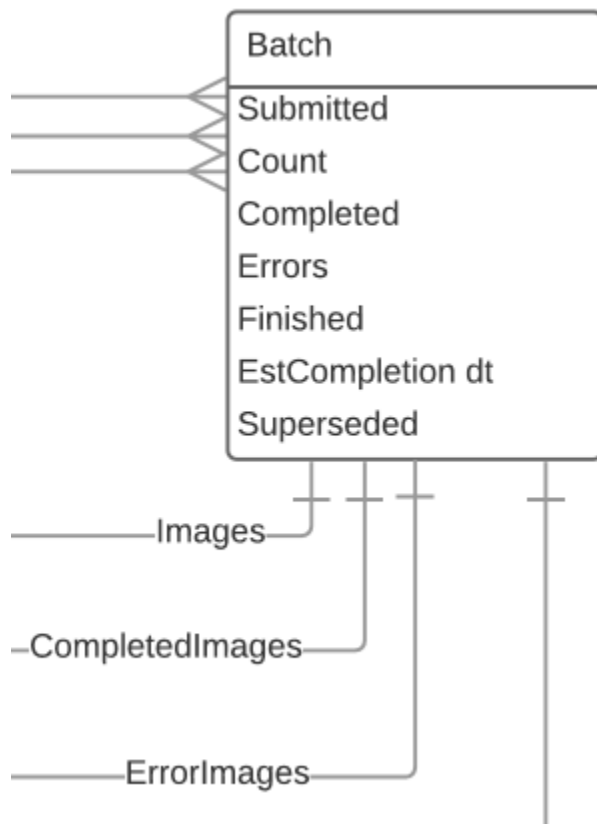 Batch
Submitted
Count
Completed
Errors
Finished
EstCompletion dt
Superseded
Images
CompletedImages
ErrorImages